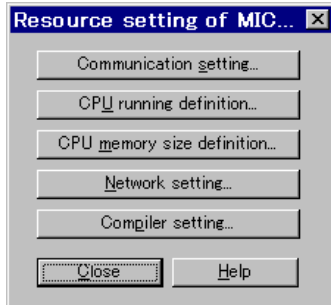 Resource setting of MIC...
Communication setting...
CPU running definition...
CPU memory size definition...
Network setting...
Compiler setting...
Close Help